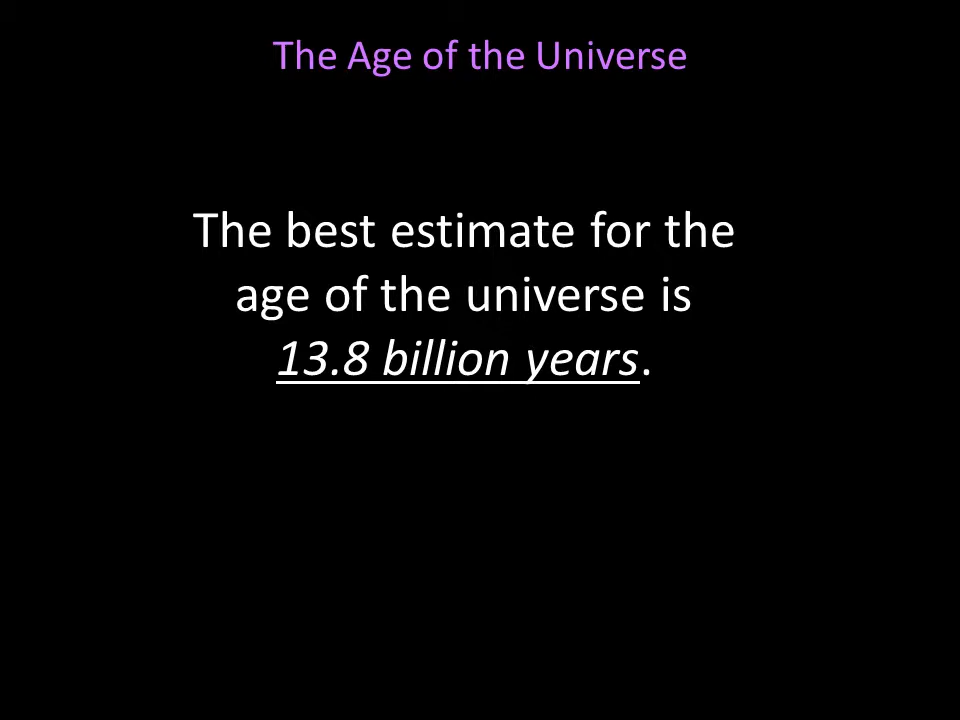 The Age of the Universe
The best estimate for the
age of the universe is
13.8 billion years.